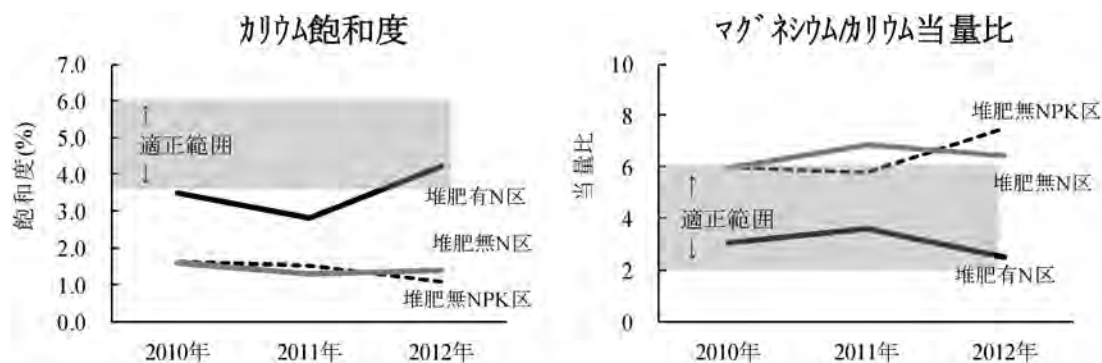 カリウム飽和度
7.0
6.0
5.0
4.0
3.0
2.0
1.0
0.0
飽和度(%)
↑
適正範囲
↓
堆肥有N区
堆肥無N区
堆肥無NPK区
2010年
2011年
2012年
マグネシウム/カリウム当量比
10
8
6
4
2
0
当量比
↑
適正範囲
↓
堆肥無NPK区
堆肥無N区
堆肥有N区
2010年
2011年
2012年